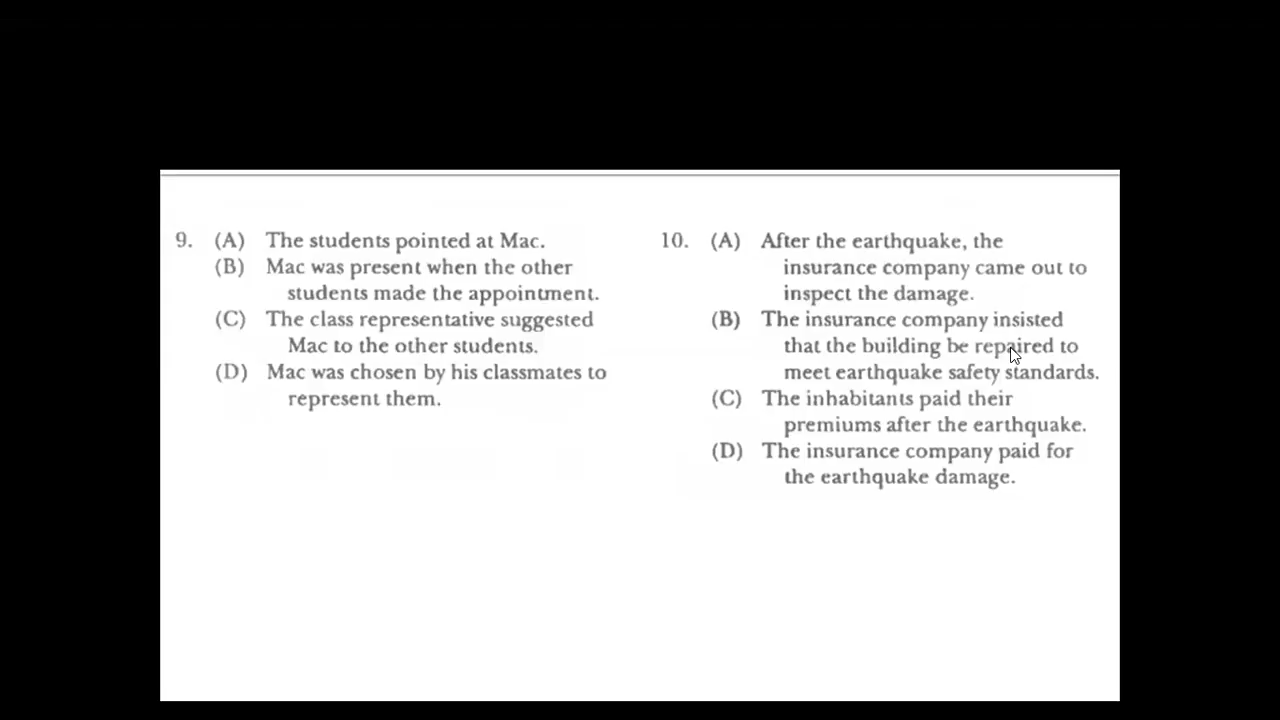 9. (A) The students pointed at Mac.
(B) Mac was present when the other
students made the appointment.
(C) The class representative suggested
Mac to the other students.
(D) Mac was chosen by his classmates to
represent them.
10. (A) After the earthquake, the
insurance company came out to
inspect the damage.
(B) The insurance company insisted
that the building be repaired to
meet earthquake safety standards.
(C) The inhabitants paid their
premiums after the earthquake.
(D) The insurance company paid for
the earthquake damage.